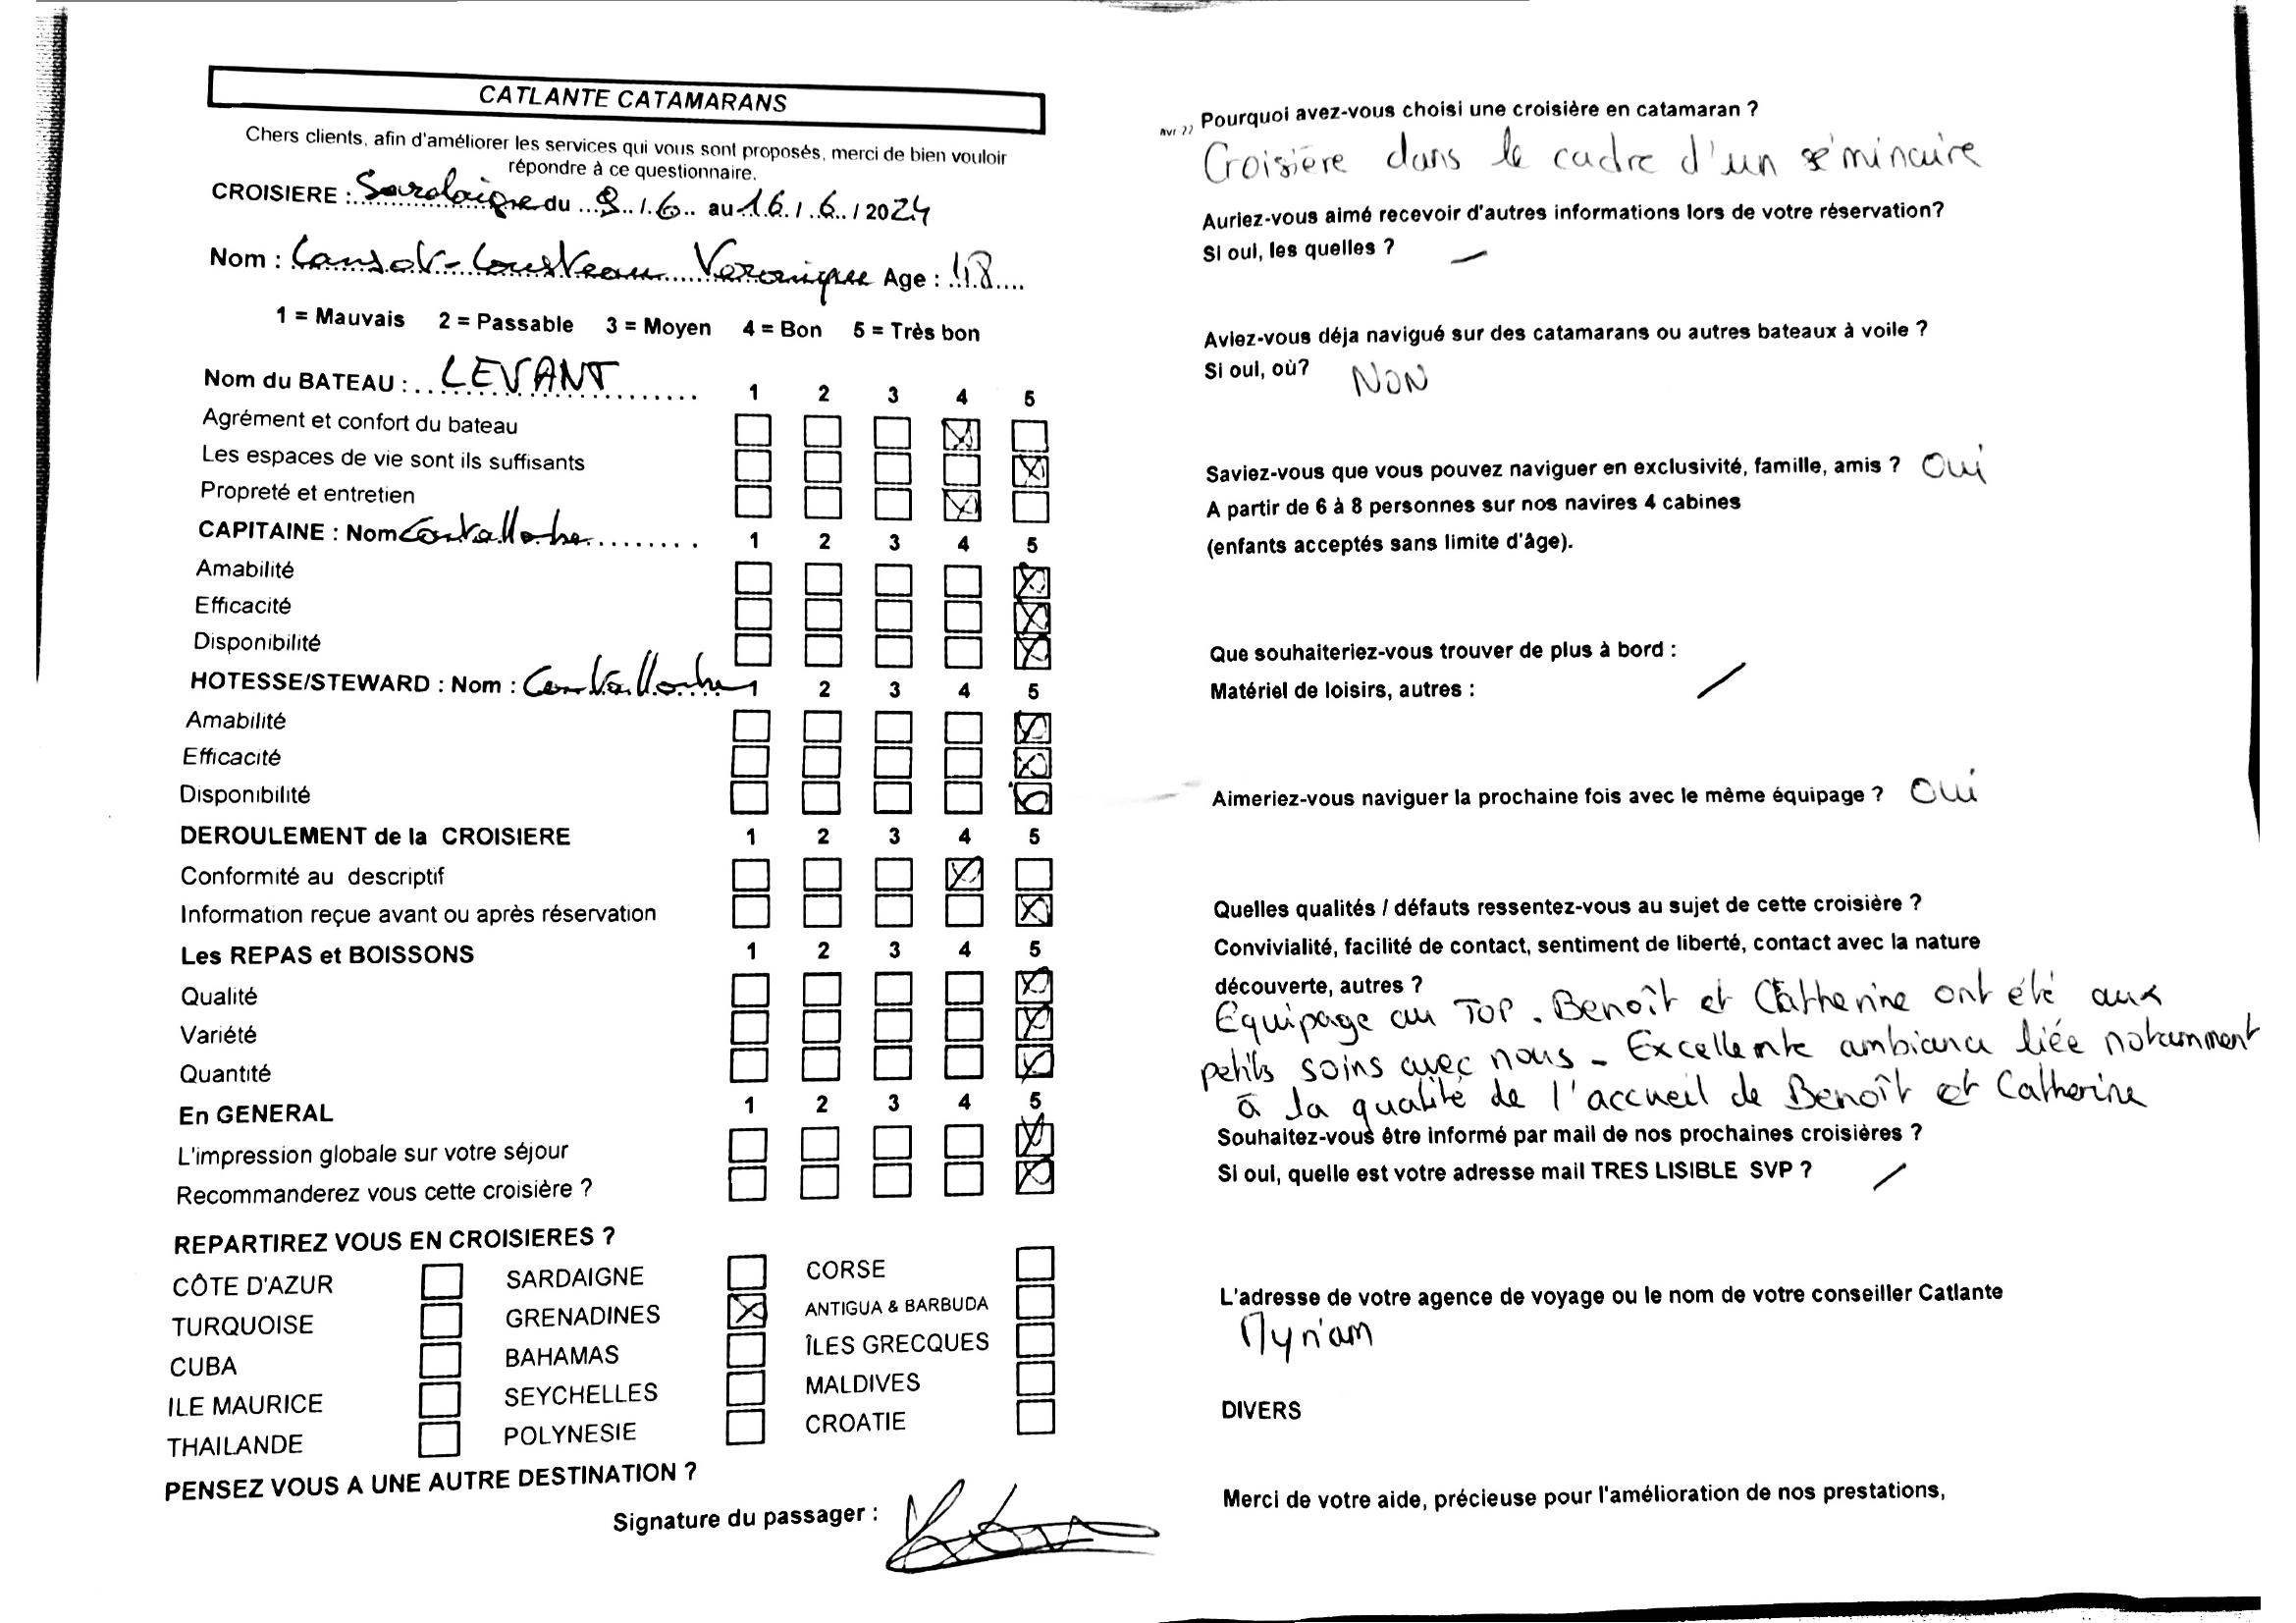 CATLANTE CATAMARANS
Chers clients, afin d'améliorer les services qui vous sont proposés, merci de bien vouloir
répondre à ce questionnaire.
CROISIERE : Sardaigne du 9 / 6 au 16 / 6 / 2024
Nom : Veronique Age : 48
1 = Mauvais 2 = Passable 3 = Moyen 4 = Bon 5 = Très bon
Nom du BATEAU : LEVANT 1 2 3 4 5
Agrément et confort du bateau
Les espaces de vie sont ils suffisants
Propreté et entretien
CAPITAINE : Nom 1 2 3 4 5
Amabilité
Efficacité
Disponibilité
HOTESSE/STEWARD : Nom : 1 2 3 4 5
Amabilité
Efficacité
Disponibilité
DEROULEMENT de la CROISIERE 1 2 3 4 5
Conformité au descriptif
Information reçue avant ou après réservation
Les REPAS et BOISSONS 1 2 3 4 5
Qualité
Variété
Quantité
En GENERAL 1 2 3 4 5
L'impression globale sur votre séjour
Recommanderez vous cette croisière ?
REPARTIREZ VOUS EN CROISIERES ?
CÔTE D'AZUR SARDAIGNE CORSE
TURQUOISE GRENADINES ANTIGUA & BARBUDA
CUBA BAHAMAS ÎLES GRECQUES
ILE MAURICE SEYCHELLES MALDIVES
THAILANDE POLYNESIE CROATIE
PENSEZ VOUS A UNE AUTRE DESTINATION ?
Signature du passager :
Pourquoi avez-vous choisi une croisière en catamaran ?
Croisière dans le cadre d'un séminaire
Auriez-vous aimé recevoir d'autres informations lors de votre réservation?
Si oui, les quelles ? —
Aviez-vous déja navigué sur des catamarans ou autres bateaux à voile ?
Si oui, où? NON
Saviez-vous que vous pouvez naviguer en exclusivité, famille, amis ? Oui
A partir de 6 à 8 personnes sur nos navires 4 cabines
(enfants acceptés sans limite d'âge).
Que souhaiteriez-vous trouver de plus à bord :
Matériel de loisirs, autres : /
Aimeriez-vous naviguer la prochaine fois avec le même équipage ? Oui
Quelles qualités / défauts ressentez-vous au sujet de cette croisière ?
Convivialité, facilité de contact, sentiment de liberté, contact avec la nature
découverte, autres ?
Equipage au TOP. Benoît et Catherine ont été aux
petits soins avec nous - Excellente ambiance liée notamment
à la qualité de l'accueil de Benoît et Catherine
Souhaitez-vous être informé par mail de nos prochaines croisières ?
Si oui, quelle est votre adresse mail TRES LISIBLE SVP ? /
L'adresse de votre agence de voyage ou le nom de votre conseiller Catlante
Myriam
DIVERS
Merci de votre aide, précieuse pour l'amélioration de nos prestations,